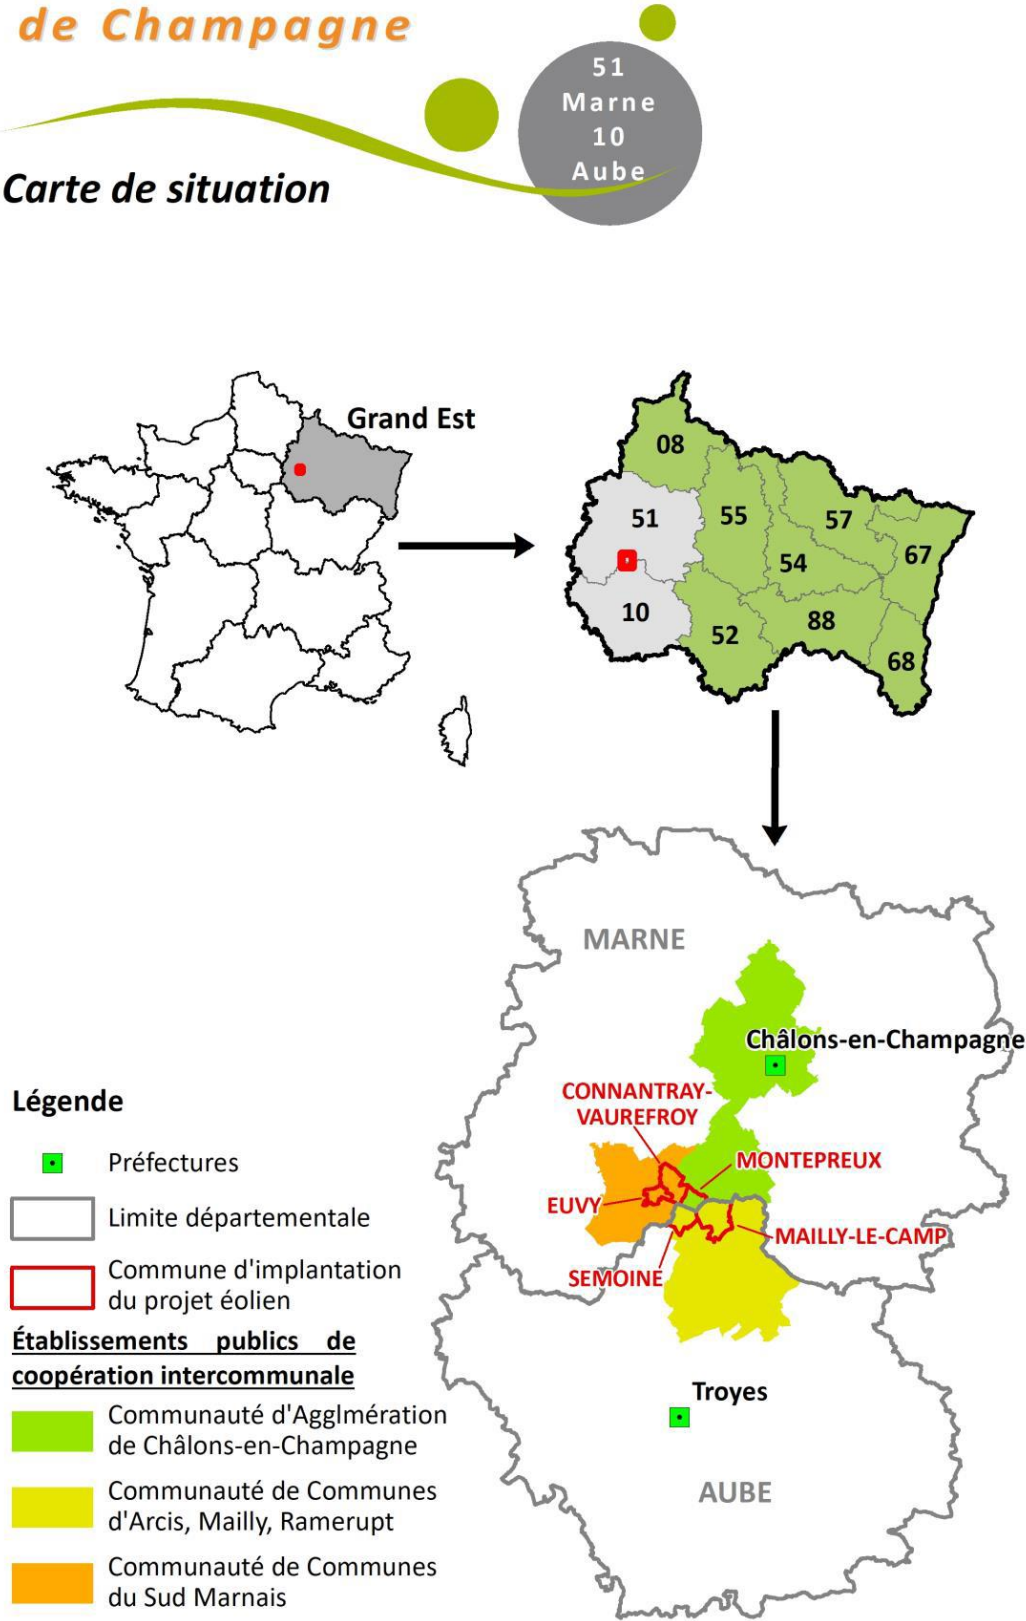 de Champagne
51
Marne
10
Aube
Carte de situation
Grand Est
08
51
55
57
67
54
10
52
88
68
MARNE
Châlons-en-Champagne
CONNANTRAY-
VAUREFROY
MONTEPREUX
EUVY
MAILLY-LE-CAMP
SEMOINE
Troyes
AUBE
Légende
Préfectures
Limite départementale
Commune d'implantation
du projet éolien
Établissements publics de
coopération intercommunale
Communauté d'Agglmération
de Châlons-en-Champagne
Communauté de Communes
d'Arcis, Mailly, Ramerupt
Communauté de Communes
du Sud Marnais